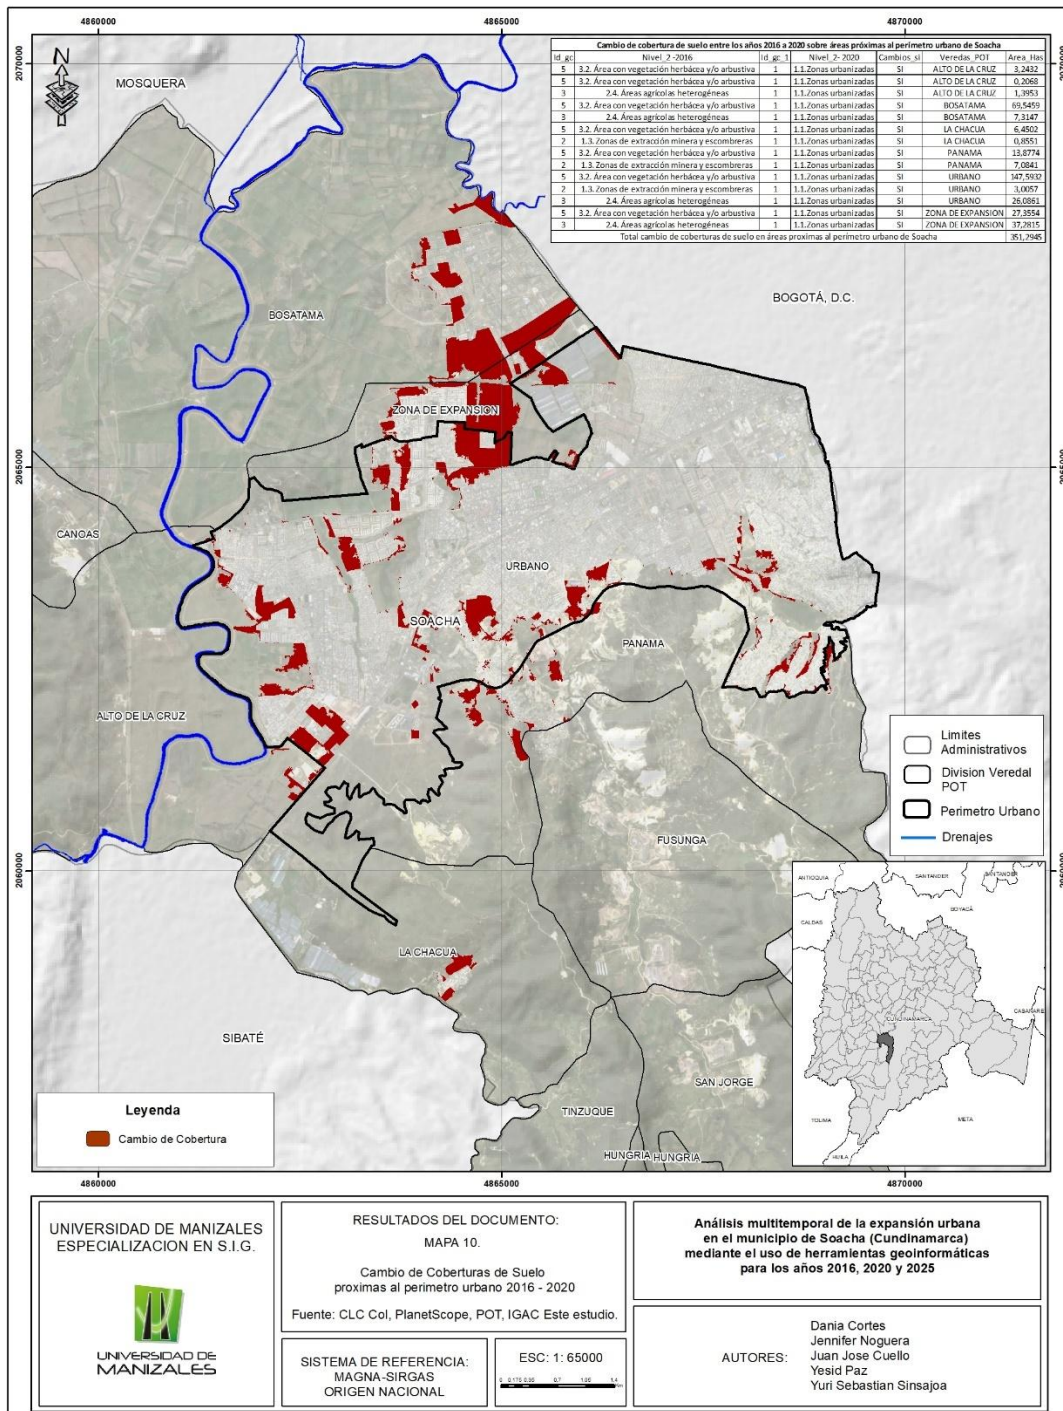 4860000 4865000 4870000
2070000 2070000
N
MOSQUERA
Cambio de cobertura de suelo entre los años 2016 a 2020 sobre áreas próximas al perímetro urbano de Soacha
Id_gc Nivel_2 -2016 Id_gc_1 Nivel_2- 2020 Cambios_si Veredas_POT Area_Has
5 3.2. Área con vegetación herbácea y/o arbustiva 1 1.1.Zonas urbanizadas SI ALTO DE LA CRUZ 3,2432
5 3.2. Área con vegetación herbácea y/o arbustiva 1 1.1.Zonas urbanizadas SI ALTO DE LA CRUZ 0,2068
3 2.4. Áreas agrícolas heterogéneas 1 1.1.Zonas urbanizadas SI ALTO DE LA CRUZ 1,3953
5 3.2. Área con vegetación herbácea y/o arbustiva 1 1.1.Zonas urbanizadas SI BOSATAMA 69,5459
3 2.4. Áreas agrícolas heterogéneas 1 1.1.Zonas urbanizadas SI BOSATAMA 7,3147
5 3.2. Área con vegetación herbácea y/o arbustiva 1 1.1.Zonas urbanizadas SI LA CHACUA 6,4502
2 1.3. Zonas de extracción minera y escombreras 1 1.1.Zonas urbanizadas SI LA CHACUA 0,8551
5 3.2. Área con vegetación herbácea y/o arbustiva 1 1.1.Zonas urbanizadas SI PANAMA 13,8774
2 1.3. Zonas de extracción minera y escombreras 1 1.1.Zonas urbanizadas SI PANAMA 7,0841
5 3.2. Área con vegetación herbácea y/o arbustiva 1 1.1.Zonas urbanizadas SI URBANO 147,5932
2 1.3. Zonas de extracción minera y escombreras 1 1.1.Zonas urbanizadas SI URBANO 3,0057
3 2.4. Áreas agrícolas heterogéneas 1 1.1.Zonas urbanizadas SI URBANO 26,0861
5 3.2. Área con vegetación herbácea y/o arbustiva 1 1.1.Zonas urbanizadas SI ZONA DE EXPANSION 27,3554
3 2.4. Áreas agrícolas heterogéneas 1 1.1.Zonas urbanizadas SI ZONA DE EXPANSION 37,2815
Total cambio de coberturas de suelo en áreas proximas al perímetro urbano de Soacha 351,2945
BOGOTÁ, D.C.
BOSATAMA
ZONA DE EXPANSION
2065000 2065000
CANOAS
URBANO
SOACHA
PANAMA
ALTO DE LA CRUZ
Limites
Administrativos
Division Veredal
POT
Perimetro Urbano
Drenajes
FUSUNGA
2060000 2060000
ANTIOQUIA
SANTANDER
SANTANDER
BOYACÁ
CALDAS
CUNDINAMARCA
CASANARE
TOLIMA
META
HUILA
LA CHACUA
SIBATÉ
SAN JORGE
TINZUQUE
HUNGRIA HUNGRIA
Leyenda
Cambio de Cobertura
4860000 4865000 4870000
UNIVERSIDAD DE MANIZALES
ESPECIALIZACION EN S.I.G.
UNIVERSIDAD DE
MANIZALES
RESULTADOS DEL DOCUMENTO:
MAPA 10.
Cambio de Coberturas de Suelo
proximas al perimetro urbano 2016 - 2020
Fuente: CLC Col, PlanetScope, POT, IGAC Este estudio.
SISTEMA DE REFERENCIA:
MAGNA-SIRGAS
ORIGEN NACIONAL
ESC: 1: 65000
0 0,175 0,35 0,7 1,05 1,4
Análisis multitemporal de la expansión urbana
en el municipio de Soacha (Cundinamarca)
mediante el uso de herramientas geoinformáticas
para los años 2016, 2020 y 2025
AUTORES:
Dania Cortes
Jennifer Noguera
Juan Jose Cuello
Yesid Paz
Yuri Sebastian Sinsajoa